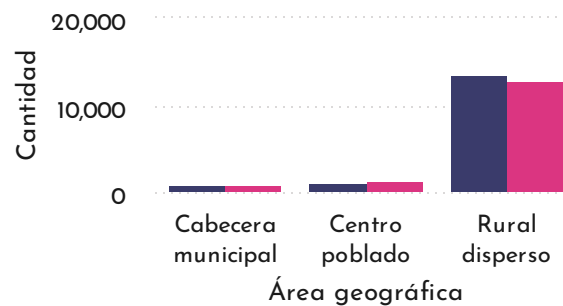 20,000
10,000
0
Cantidad
Cabecera
municipal
Centro
poblado
Rural
disperso
Área geográfica